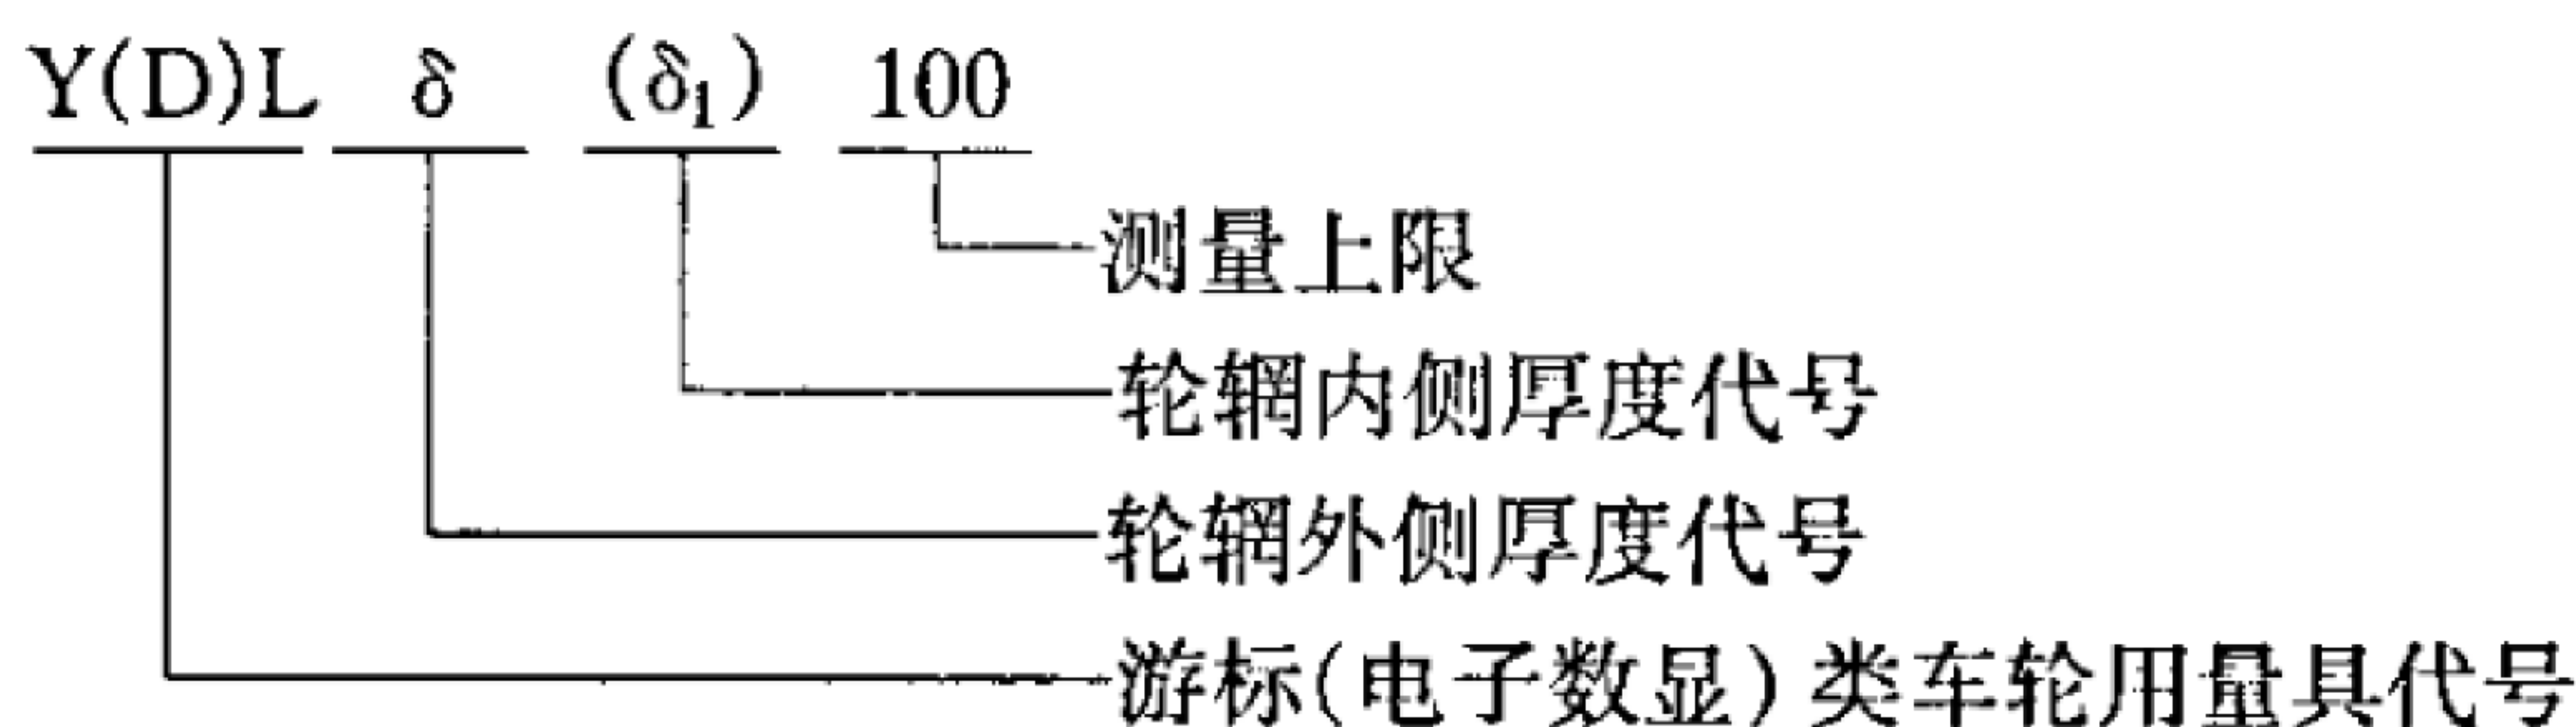 Y(D)L δ (δ₁) 100
测量上限
轮辋内侧厚度代号
轮辋外侧厚度代号
游标(电子数显)类车轮用量具代号